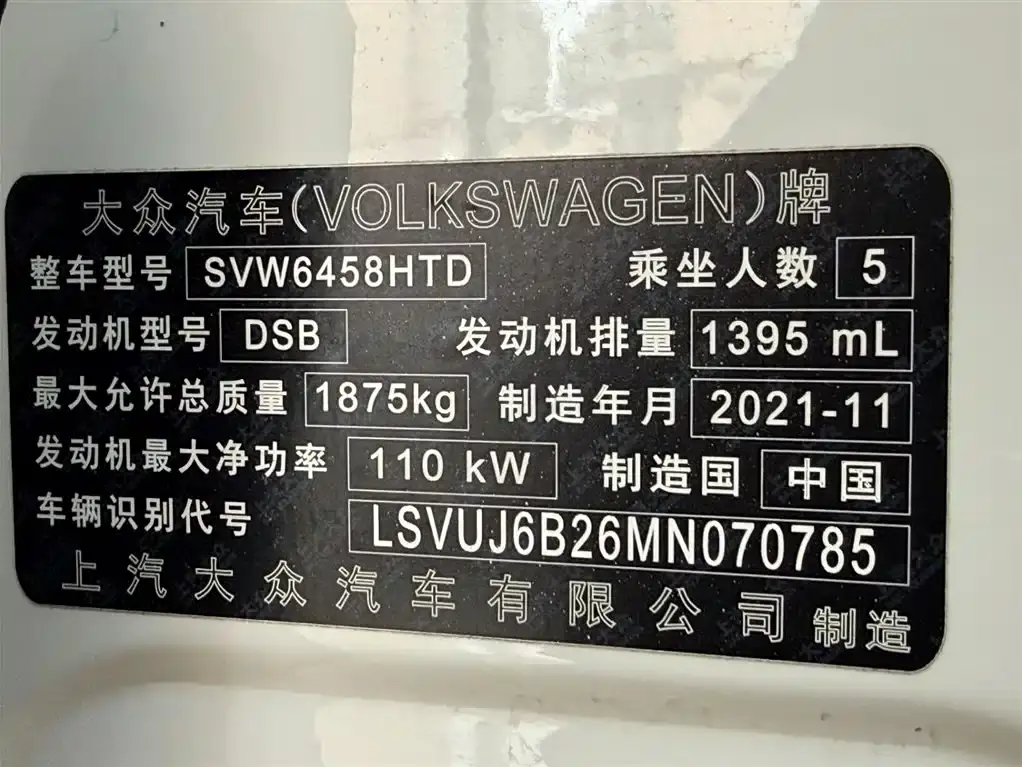 大众汽车(VOLKSWAGEN)牌
整车型号 SVW6458HTD 乘坐人数 5
发动机型号 DSB 发动机排量 1395 mL
最大允许总质量 1875kg 制造年月 2021-11
发动机最大净功率 110 kW 制造国 中国
车辆识别代号 LSVUJ6B26MN070785
上汽大众汽车有限公司 制造